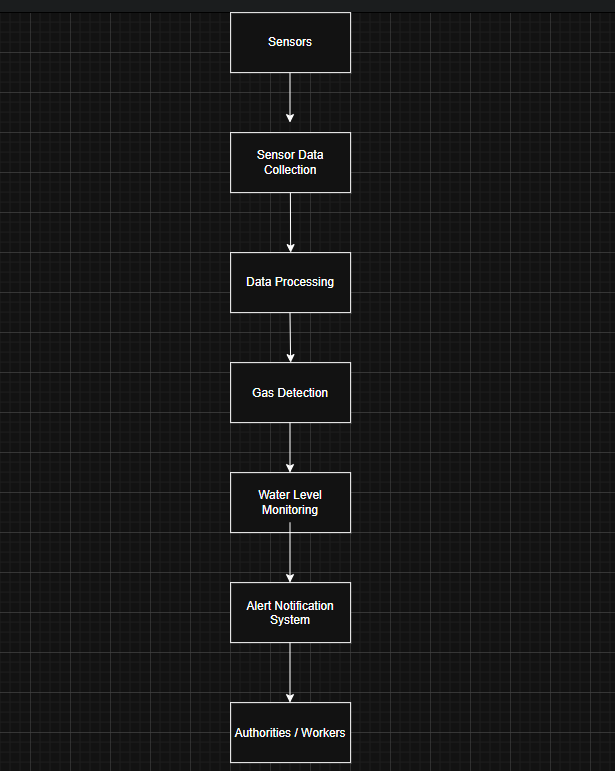 Sensors
Sensor Data
Collection
Data Processing
Gas Detection
Water Level
Monitoring
Alert Notification
System
Authorities / Workers